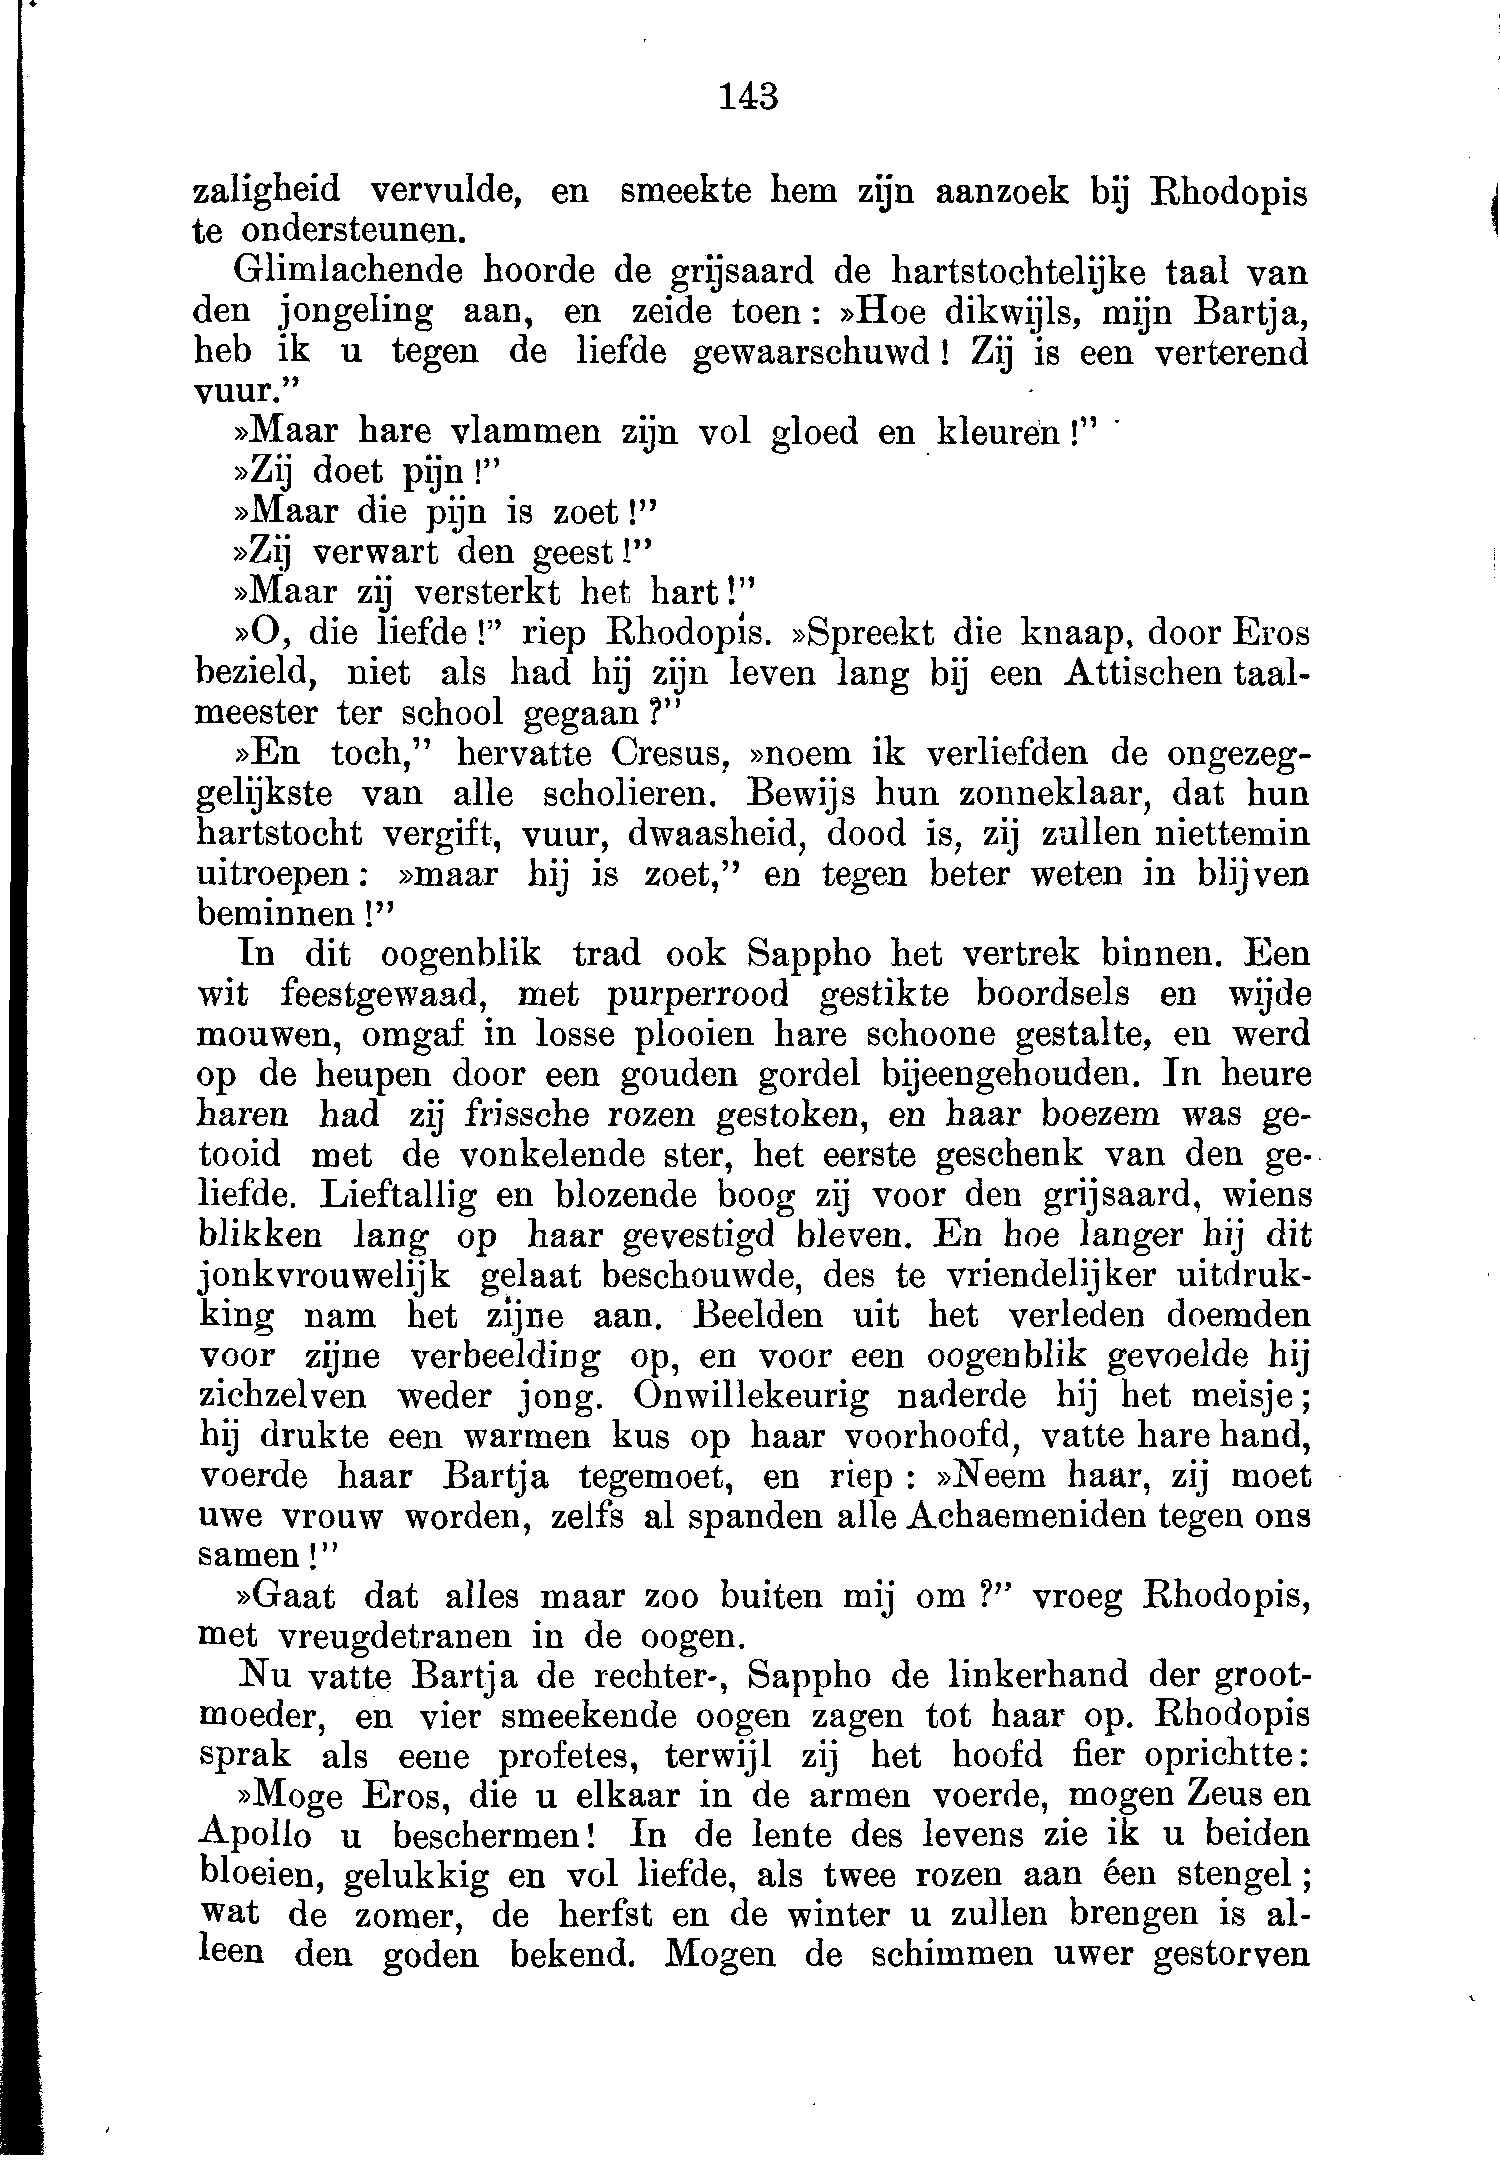 143
zaligheid vervulde, en smeekte hem zijn aanzoek bij Rhodopis
te ondersteunen.
Glimlachende hoorde de grijsaard de hartstochtelijke taal van
den jongeling aan, en zeide toen : »Hoe dikwijls, mijn Bartja,
heb ik u tegen de liefde gewaarschuwd ! Zij is een verterend
vuur.”
»Maar hare vlammen zijn vol gloed en kleuren !”
»Zij doet pijn !”
»Maar die pijn is zoet !”
»Zij verwart den geest !”
»Maar zij versterkt het hart !”
»O, die liefde !” riep Rhodopis. »Spreekt die knaap, door Eros
bezield, niet als had hij zijn leven lang bij een Attischen taal-
meester ter school gegaan ?”
»En toch,” hervatte Cresus, »noem ik verliefden de ongezeg-
gelijkste van alle scholieren. Bewijs hun zonneklaar, dat hun
hartstocht vergift, vuur, dwaasheid, dood is, zij zullen niettemin
uitroepen : »maar hij is zoet,” en tegen beter weten in blijven
beminnen !”
In dit oogenblik trad ook Sappho het vertrek binnen. Een
wit feestgewaad, met purperrood gestikte boordsels en wijde
mouwen, omgaf in losse plooien hare schoone gestalte, en werd
op de heupen door een gouden gordel bijeengehouden. In heure
haren had zij frissche rozen gestoken, en haar boezem was ge-
tooid met de vonkelende ster, het eerste geschenk van den ge-
liefde. Lieftallig en blozende boog zij voor den grijsaard, wiens
blikken lang op haar gevestigd bleven. En hoe langer hij dit
jonkvrouwelijk gelaat beschouwde, des te vriendelijker uitdruk-
king nam het zijne aan. Beelden uit het verleden doemden
voor zijne verbeelding op, en voor een oogenblik gevoelde hij
zichzelven weder jong. Onwillekeurig naderde hij het meisje ;
hij drukte een warmen kus op haar voorhoofd, vatte hare hand,
voerde haar Bartja tegemoet, en riep : »Neem haar, zij moet
uwe vrouw worden, zelfs al spanden alle Achaemeniden tegen ons
samen !”
»Gaat dat alles maar zoo buiten mij om ?” vroeg Rhodopis,
met vreugdetranen in de oogen.
Nu vatte Bartja de rechter-, Sappho de linkerhand der groot-
moeder, en vier smeekende oogen zagen tot haar op. Rhodopis
sprak als eene profetes, terwijl zij het hoofd fier oprichtte:
»Moge Eros, die u elkaar in de armen voerde, mogen Zeus en
Apollo u beschermen! In de lente des levens zie ik u beiden
bloeien, gelukkig en vol liefde, als twee rozen aan éen stengel ;
wat de zomer, de herfst en de winter u zullen brengen is al-
leen den goden bekend. Mogen de schimmen uwer gestorven